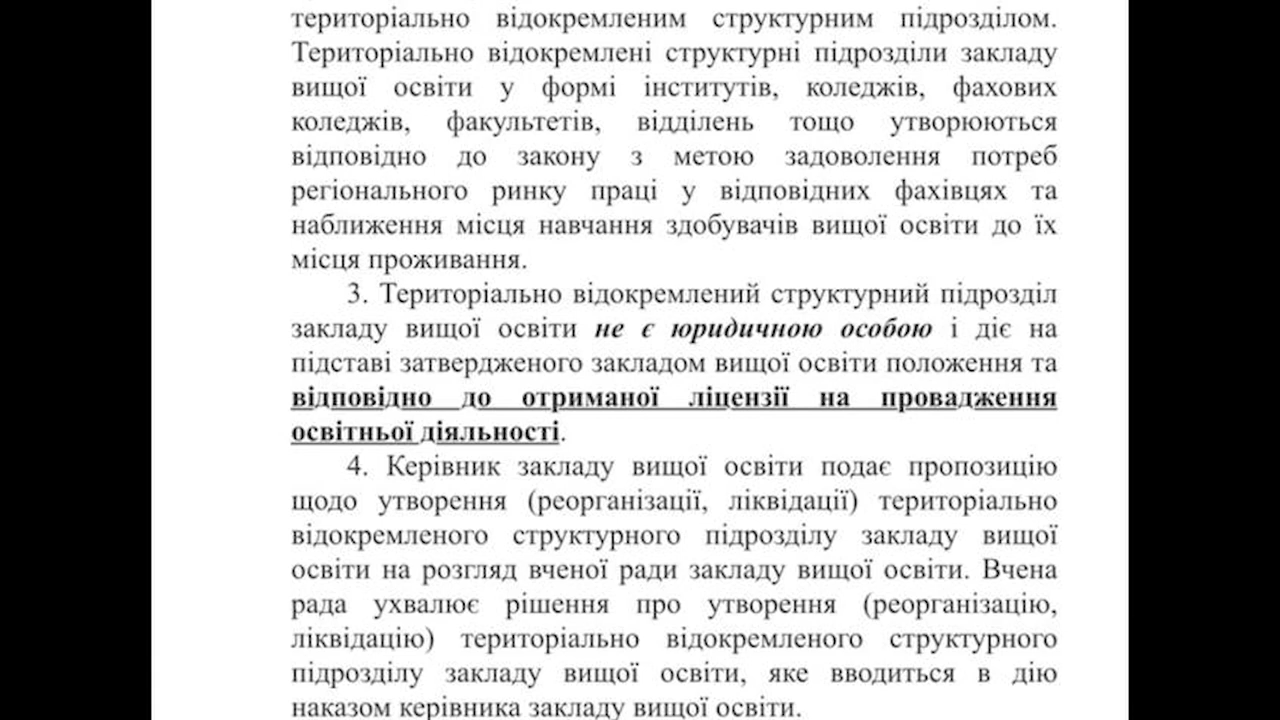 територіально відокремленим структурним підрозділом.
Територіально відокремлені структурні підрозділи закладу
вищої освіти у формі інститутів, коледжів, фахових
коледжів, факультетів, відділень тощо утворюються
відповідно до закону з метою задоволення потреб
регіонального ринку праці у відповідних фахівцях та
наближення місця навчання здобувачів вищої освіти до їх
місця проживання.
3. Територіально відокремлений структурний підрозділ
закладу вищої освіти не є юридичною особою і діє на
підставі затвердженого закладом вищої освіти положення та
відповідно до отриманої ліцензії на провадження
освітньої діяльності.
4. Керівник закладу вищої освіти подає пропозицію
щодо утворення (реорганізації, ліквідації) територіально
відокремленого структурного підрозділу закладу вищої
освіти на розгляд вченої ради закладу вищої освіти. Вчена
рада ухвалює рішення про утворення (реорганізацію,
ліквідацію) територіально відокремленого структурного
підрозділу закладу вищої освіти, яке вводиться в дію
наказом керівника закладу вищої освіти.